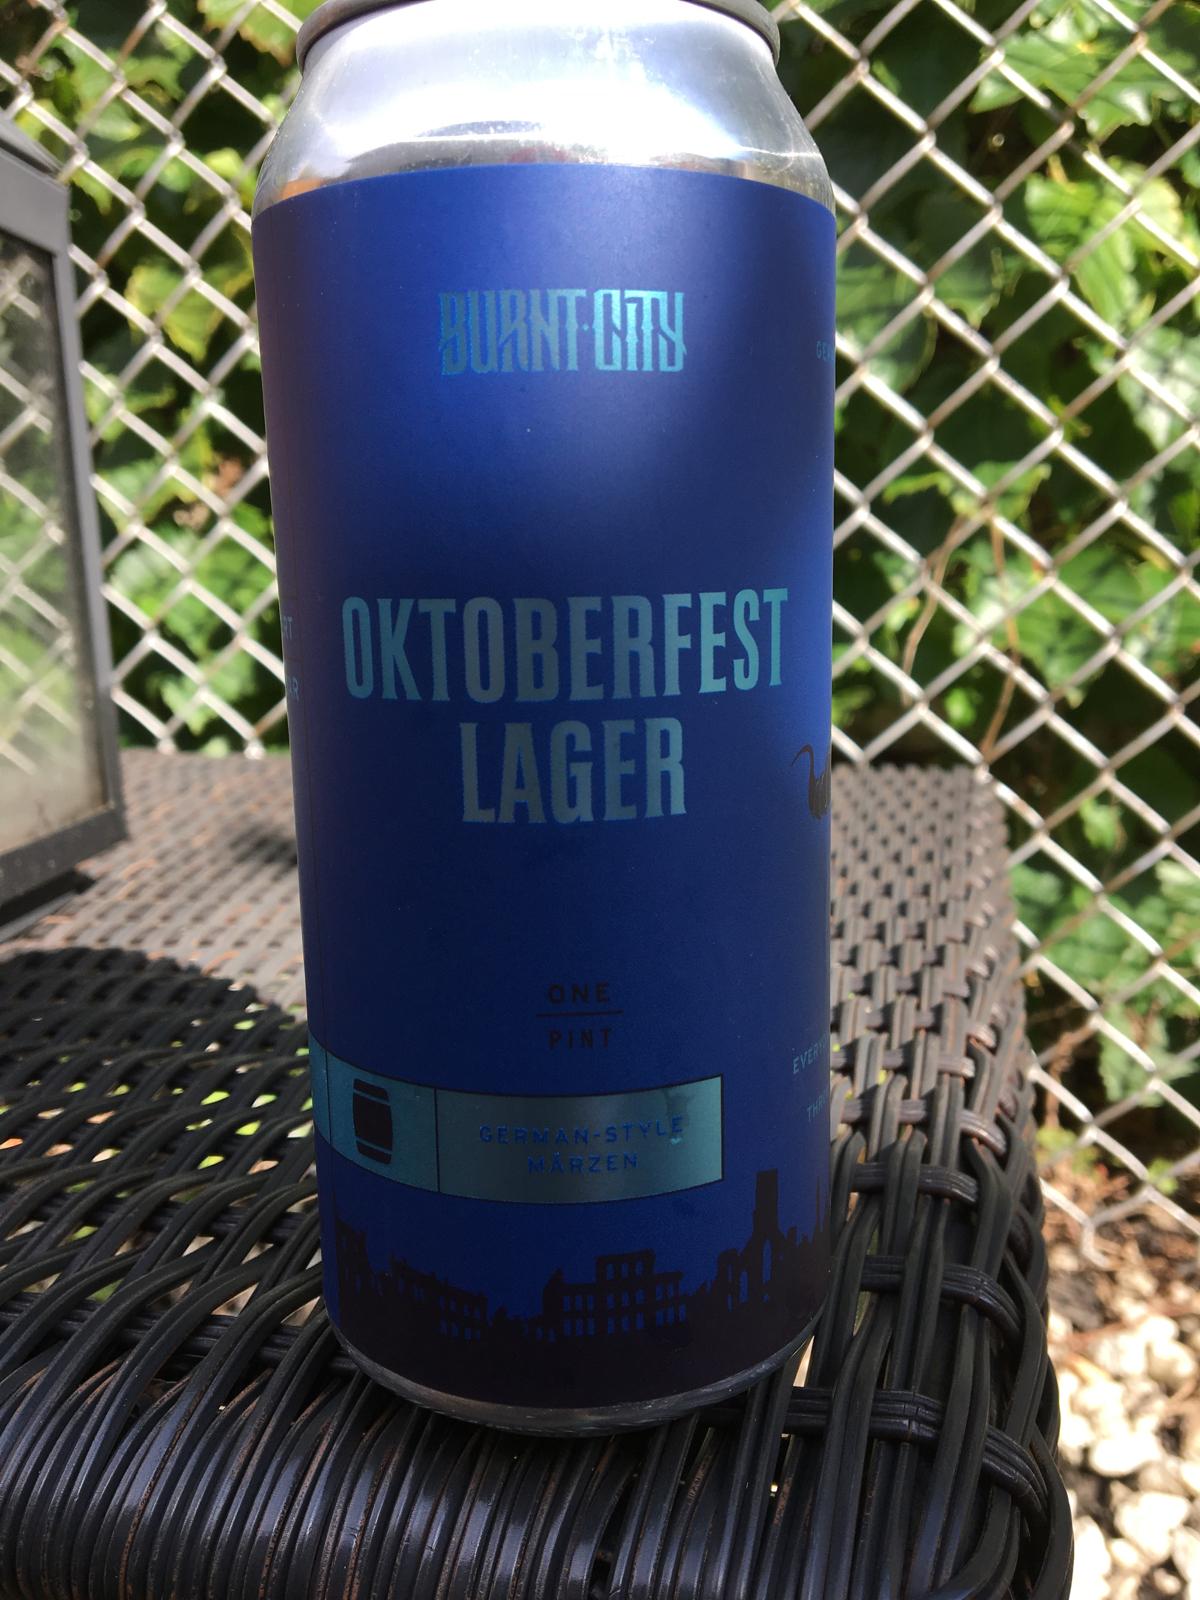 BURNT·CITY
OKTOBERFEST
LAGER
ONE
PINT
GERMAN-STYLE
MÄRZEN